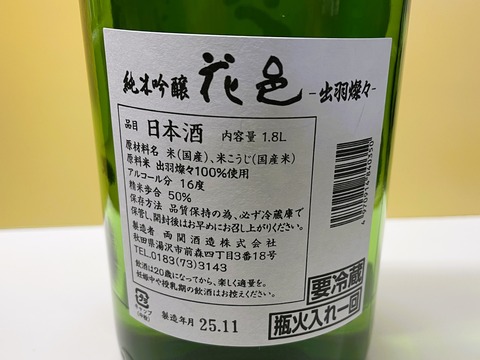 純米吟醸 花邑 -出羽燦々-
品目 日本酒 内容量 1.8L
原材料名 米(国産)、米こうじ(国産米)
原料米 出羽燦々100%使用
アルコール分 16度
精米歩合 50%
保存方法 品質保持の為、必ず冷蔵庫で
保管し、開封後はお早めにお召し上がりください。
製造者 両関酒造株式会社
秋田県湯沢市前森四丁目3番18号
TEL.0183(73)3143
飲酒は20歳になってから。楽しく適量を。
妊娠中や授乳期の飲酒はお控えください。
製造年月 25.11
要冷蔵
瓶火入れ一回
4970914840350